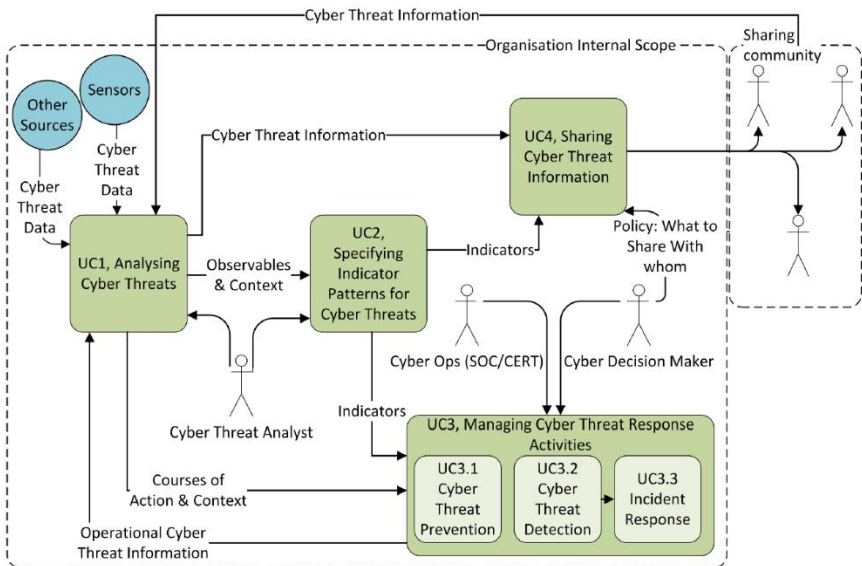 Cyber Threat Information
Organisation Internal Scope
Sharing
community
Other
Sources
Sensors
Cyber
Threat
Data
Cyber
Threat
Data
Cyber Threat Information
UC4, Sharing
Cyber Threat
Information
UC1, Analysing
Cyber Threats
Observables
& Context
UC2,
Specifying
Indicator
Patterns for
Cyber Threats
Indicators
Policy: What to
Share With
whom
Cyber Threat Analyst
Cyber Ops (SOC/CERT)
Cyber Decision Maker
Indicators
Courses of
Action & Context
Operational Cyber
Threat Information
UC3, Managing Cyber Threat Response
Activities
UC3.1
Cyber
Threat
Prevention
UC3.2
Cyber
Threat
Detection
UC3.3
Incident
Response